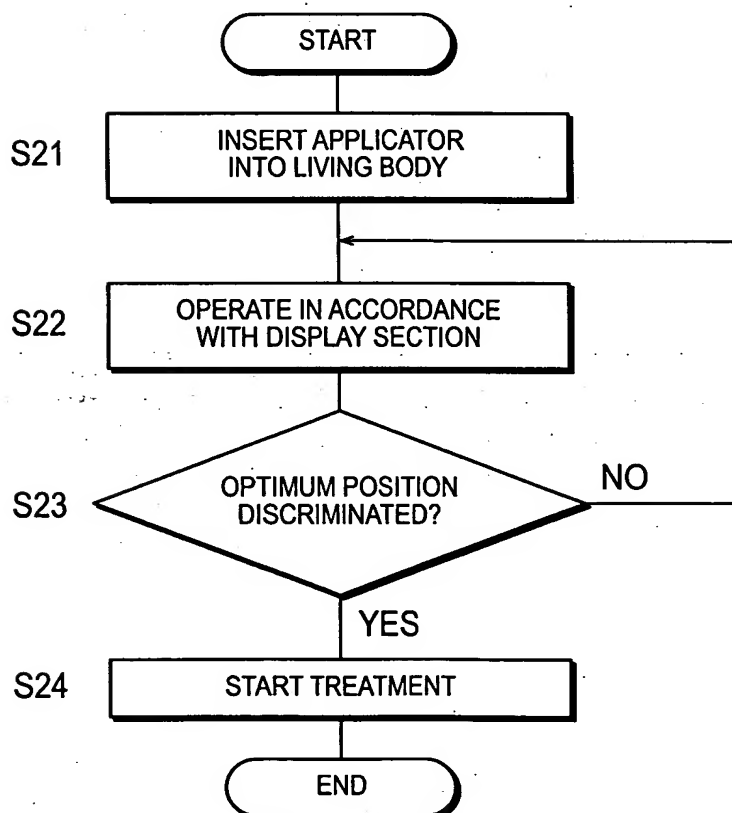 START
S21
INSERT APPLICATOR
INTO LIVING BODY
S22
OPERATE IN ACCORDANCE
WITH DISPLAY SECTION
S23
OPTIMUM POSITION
DISCRIMINATED?
NO
YES
S24
START TREATMENT
END